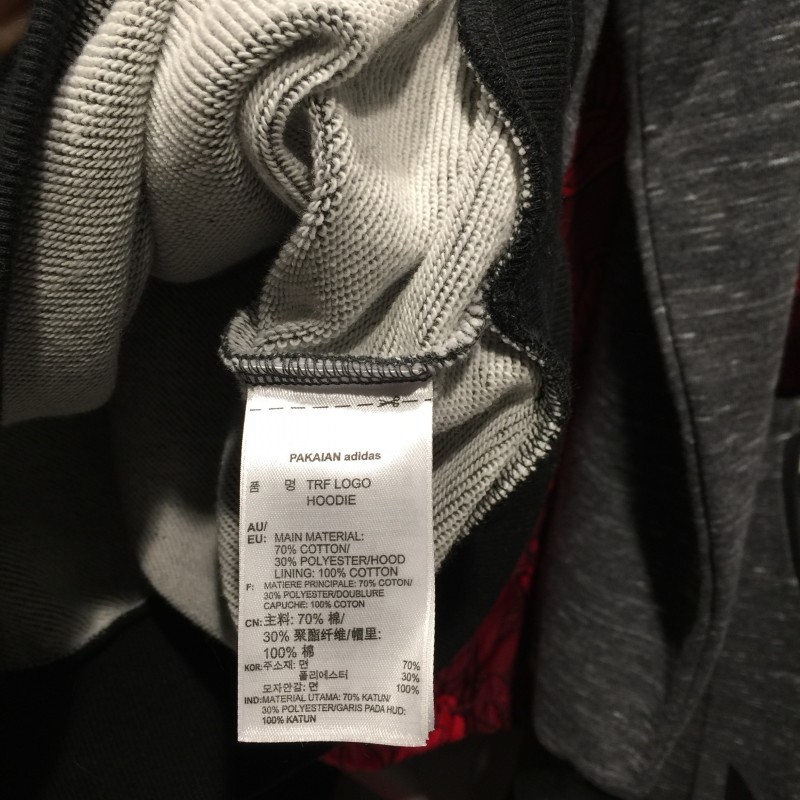 PAKAIAN adidas
품 명 TRF LOGO
HOODIE
AU/
EU: MAIN MATERIAL:
70% COTTON/
30% POLYESTER/HOOD
LINING: 100% COTTON
F: MATIERE PRINCIPALE: 70% COTON/
30% POLYESTER/DOUBLURE
CAPUCHE: 100% COTON
CN: 主料: 70% 棉/
30% 聚酯纤维/帽里:
100% 棉
KOR: 주소재: 면 70%
폴리에스터 30%
모자안감: 면 100%
IND: MATERIAL UTAMA: 70% KATUN/
30% POLYESTER/GARIS PADA HUD:
100% KATUN